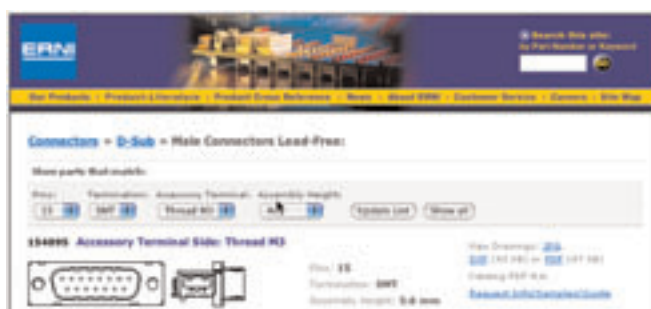 ERNI
Search this site:
by Part Number or Keyword
Our Products | Product Literature | Product Cross Reference | News | About ERNI | Customer Service | Careers | Site Map
Connectors » D-Sub » Male Connectors Lead-Free:
Show parts that match:
Pins: Termination: Accessory Terminal: Assembly Height:
15 SMT Thread M3 All Update List Show all
154895 Accessory Terminal Side: Thread M3
View Drawings: JPG
Pins: 15
Termination: SMT
Assembly Height: 5.6 mm
Request Info/Samples/Quote